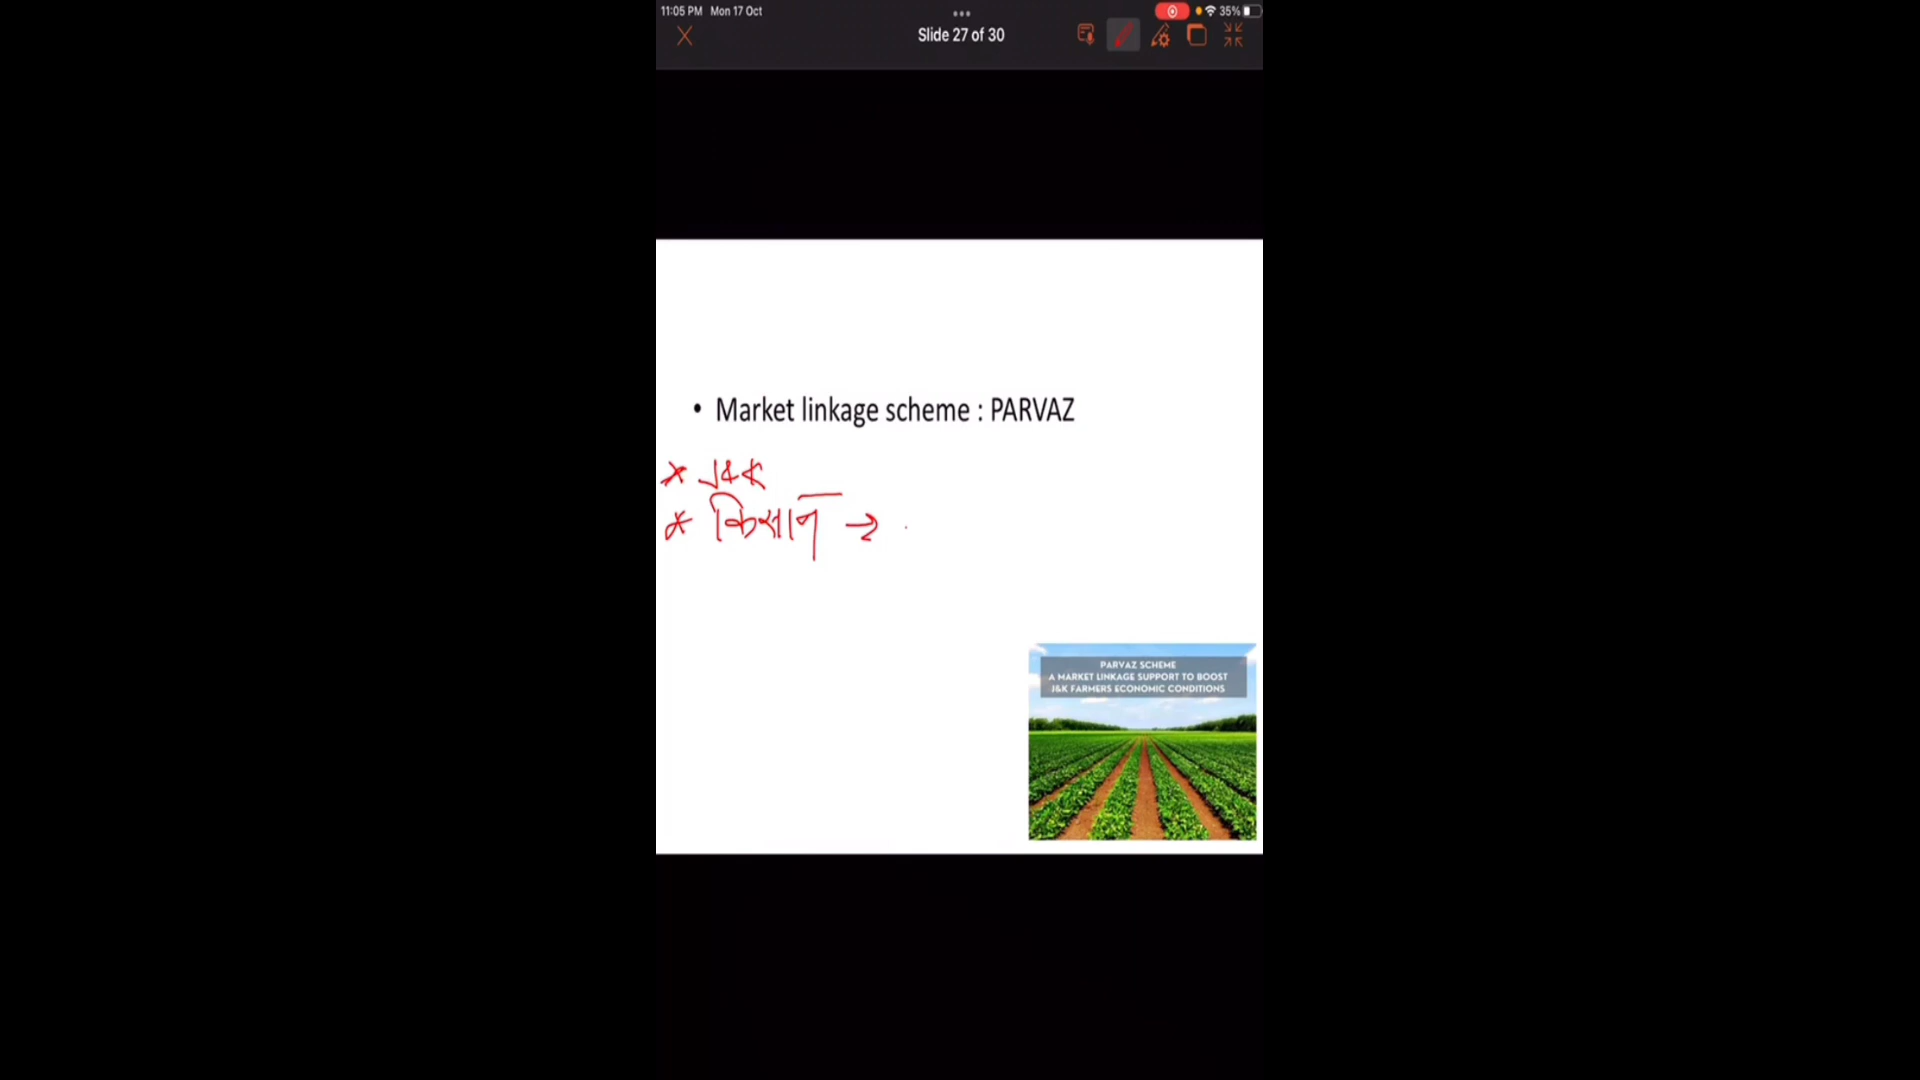 11:05 PM Mon 17 Oct
35%
Slide 27 of 30
• Market linkage scheme : PARVAZ
* J&K
* किसान →
PARVAZ SCHEME
A MARKET LINKAGE SUPPORT TO BOOST
J&K FARMERS ECONOMIC CONDITIONS